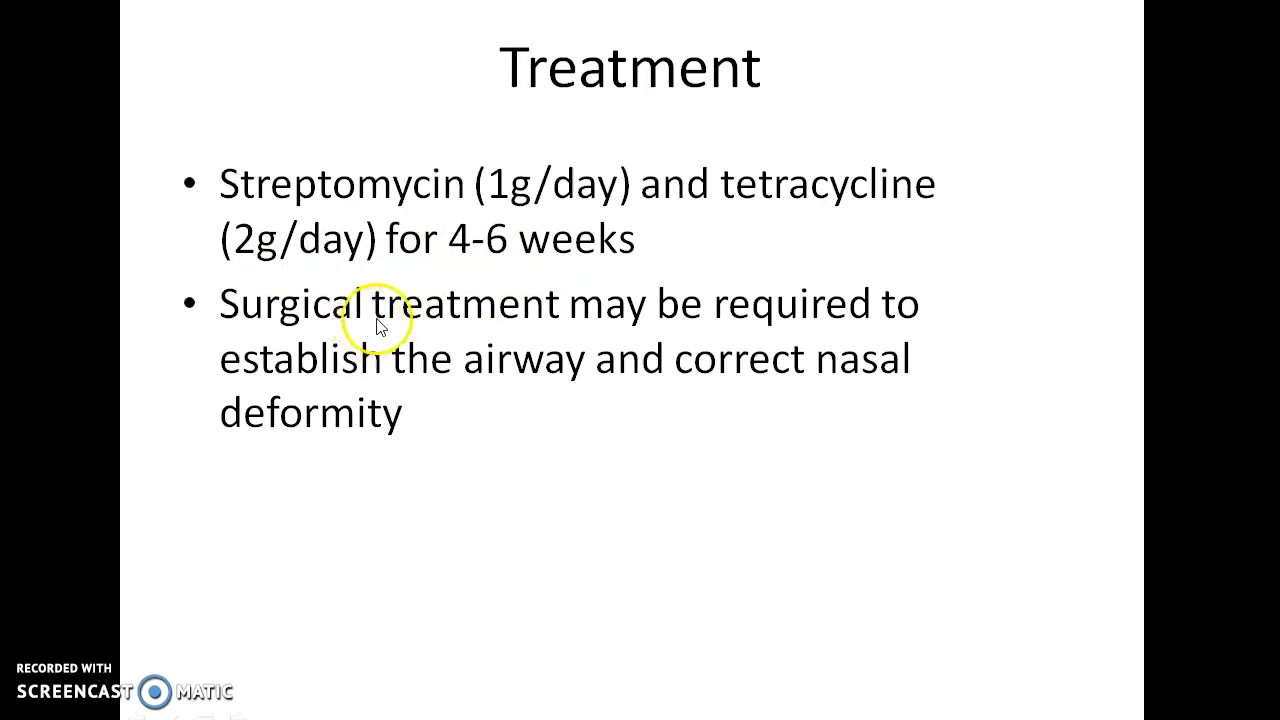 Treatment
• Streptomycin (1g/day) and tetracycline
(2g/day) for 4-6 weeks
• Surgical treatment may be required to
establish the airway and correct nasal
deformity
RECORDED WITH
SCREENCAST MATIC